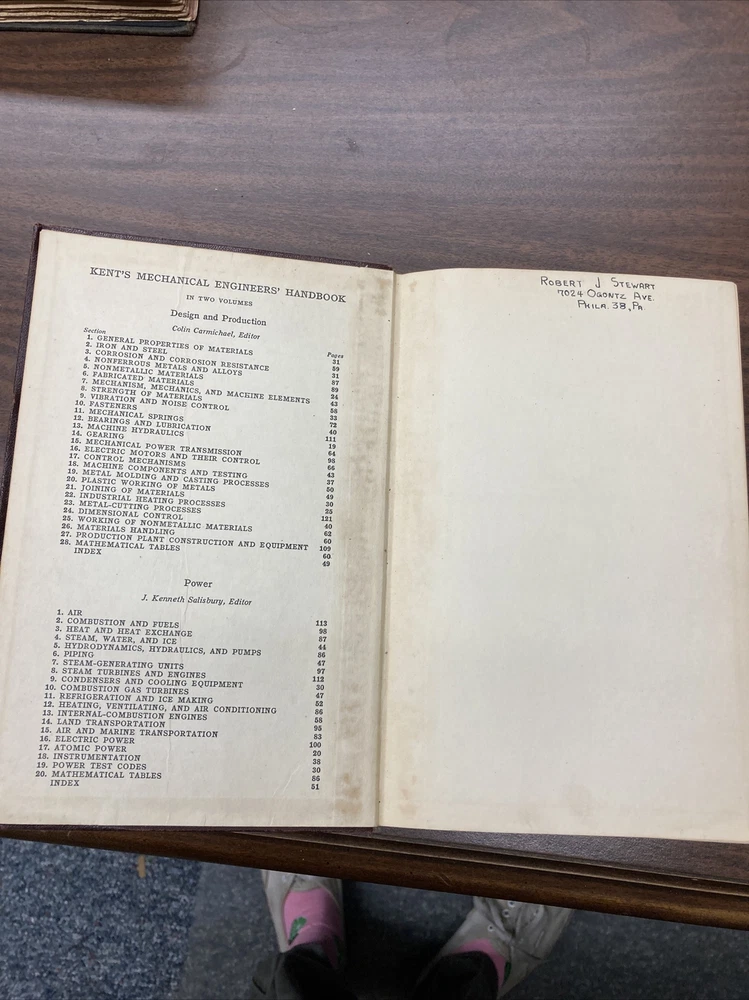 KENT'S MECHANICAL ENGINEERS' HANDBOOK
IN TWO VOLUMES
Design and Production
Colin Carmichael, Editor
Section Pages
1. GENERAL PROPERTIES OF MATERIALS 31
2. IRON AND STEEL 59
3. CORROSION AND CORROSION RESISTANCE 31
4. NONFERROUS METALS AND ALLOYS 87
5. NONMETALLIC MATERIALS 89
6. FABRICATED MATERIALS 24
7. MECHANISM, MECHANICS, AND MACHINE ELEMENTS 43
8. STRENGTH OF MATERIALS 58
9. VIBRATION AND NOISE CONTROL 33
10. FASTENERS 72
11. MECHANICAL SPRINGS 40
12. BEARINGS AND LUBRICATION 111
13. MACHINE HYDRAULICS 19
14. GEARING 64
15. MECHANICAL POWER TRANSMISSION 98
16. ELECTRIC MOTORS AND THEIR CONTROL 66
17. CONTROL MECHANISMS 43
18. MACHINE COMPONENTS AND TESTING 37
19. METAL MOLDING AND CASTING PROCESSES 50
20. PLASTIC WORKING OF METALS 49
21. JOINING OF MATERIALS 30
22. INDUSTRIAL HEATING PROCESSES 25
23. METAL-CUTTING PROCESSES 121
24. DIMENSIONAL CONTROL 40
25. WORKING OF NONMETALLIC MATERIALS 62
26. MATERIALS HANDLING 60
27. PRODUCTION PLANT CONSTRUCTION AND EQUIPMENT 109
28. MATHEMATICAL TABLES 60
INDEX 49
Power
J. Kenneth Salisbury, Editor
1. AIR 113
2. COMBUSTION AND FUELS 98
3. HEAT AND HEAT EXCHANGE 87
4. STEAM, WATER, AND ICE 44
5. HYDRODYNAMICS, HYDRAULICS, AND PUMPS 86
6. PIPING 47
7. STEAM-GENERATING UNITS 97
8. STEAM TURBINES AND ENGINES 112
9. CONDENSERS AND COOLING EQUIPMENT 30
10. COMBUSTION GAS TURBINES 47
11. REFRIGERATION AND ICE MAKING 52
12. HEATING, VENTILATING, AND AIR CONDITIONING 86
13. INTERNAL-COMBUSTION ENGINES 58
14. LAND TRANSPORTATION 95
15. AIR AND MARINE TRANSPORTATION 83
16. ELECTRIC POWER 100
17. ATOMIC POWER 20
18. INSTRUMENTATION 38
19. POWER TEST CODES 30
20. MATHEMATICAL TABLES 86
INDEX 51
ROBERT J STEWART
7024 OGONTZ AVE.
PHILA. 38, PA